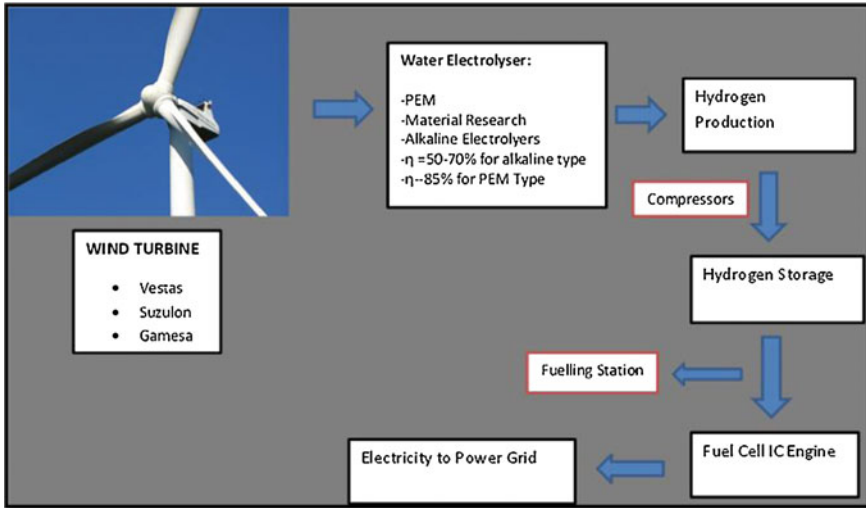 Water Electrolyser:
-PEM
-Material Research
-Alkaline Electrolyers
-η =50-70% for alkaline type
-η--85% for PEM Type
Hydrogen
Production
Compressors
WIND TURBINE
• Vestas
• Suzulon
• Gamesa
Hydrogen Storage
Fuelling Station
Fuel Cell IC Engine
Electricity to Power Grid